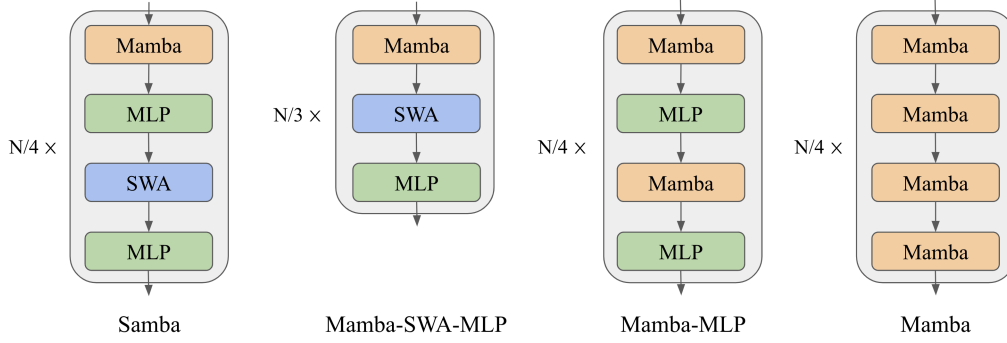 Mamba
MLP
N/4 ×
SWA
MLP
Samba
Mamba
N/3 ×
SWA
MLP
Mamba-SWA-MLP
Mamba
MLP
N/4 ×
Mamba
MLP
Mamba-MLP
Mamba
Mamba
N/4 ×
Mamba
Mamba
Mamba